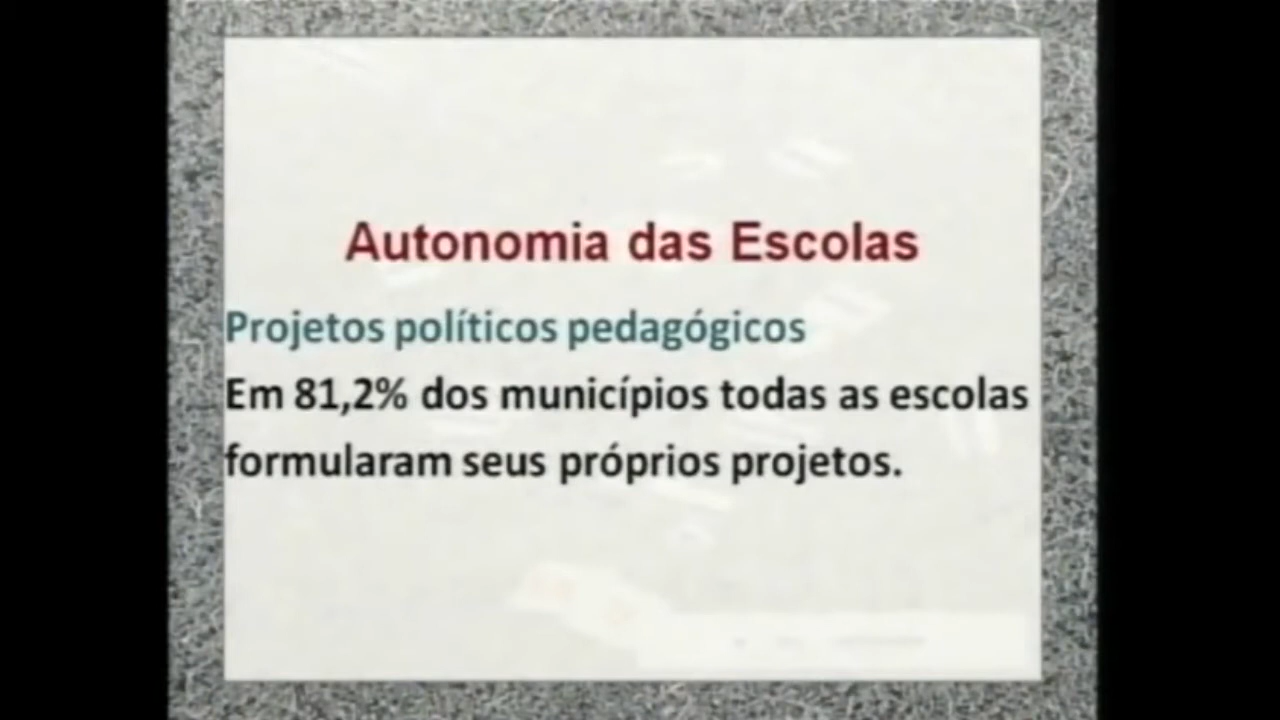 Autonomia das Escolas
Projetos políticos pedagógicos
Em 81,2% dos municípios todas as escolas
formularam seus próprios projetos.